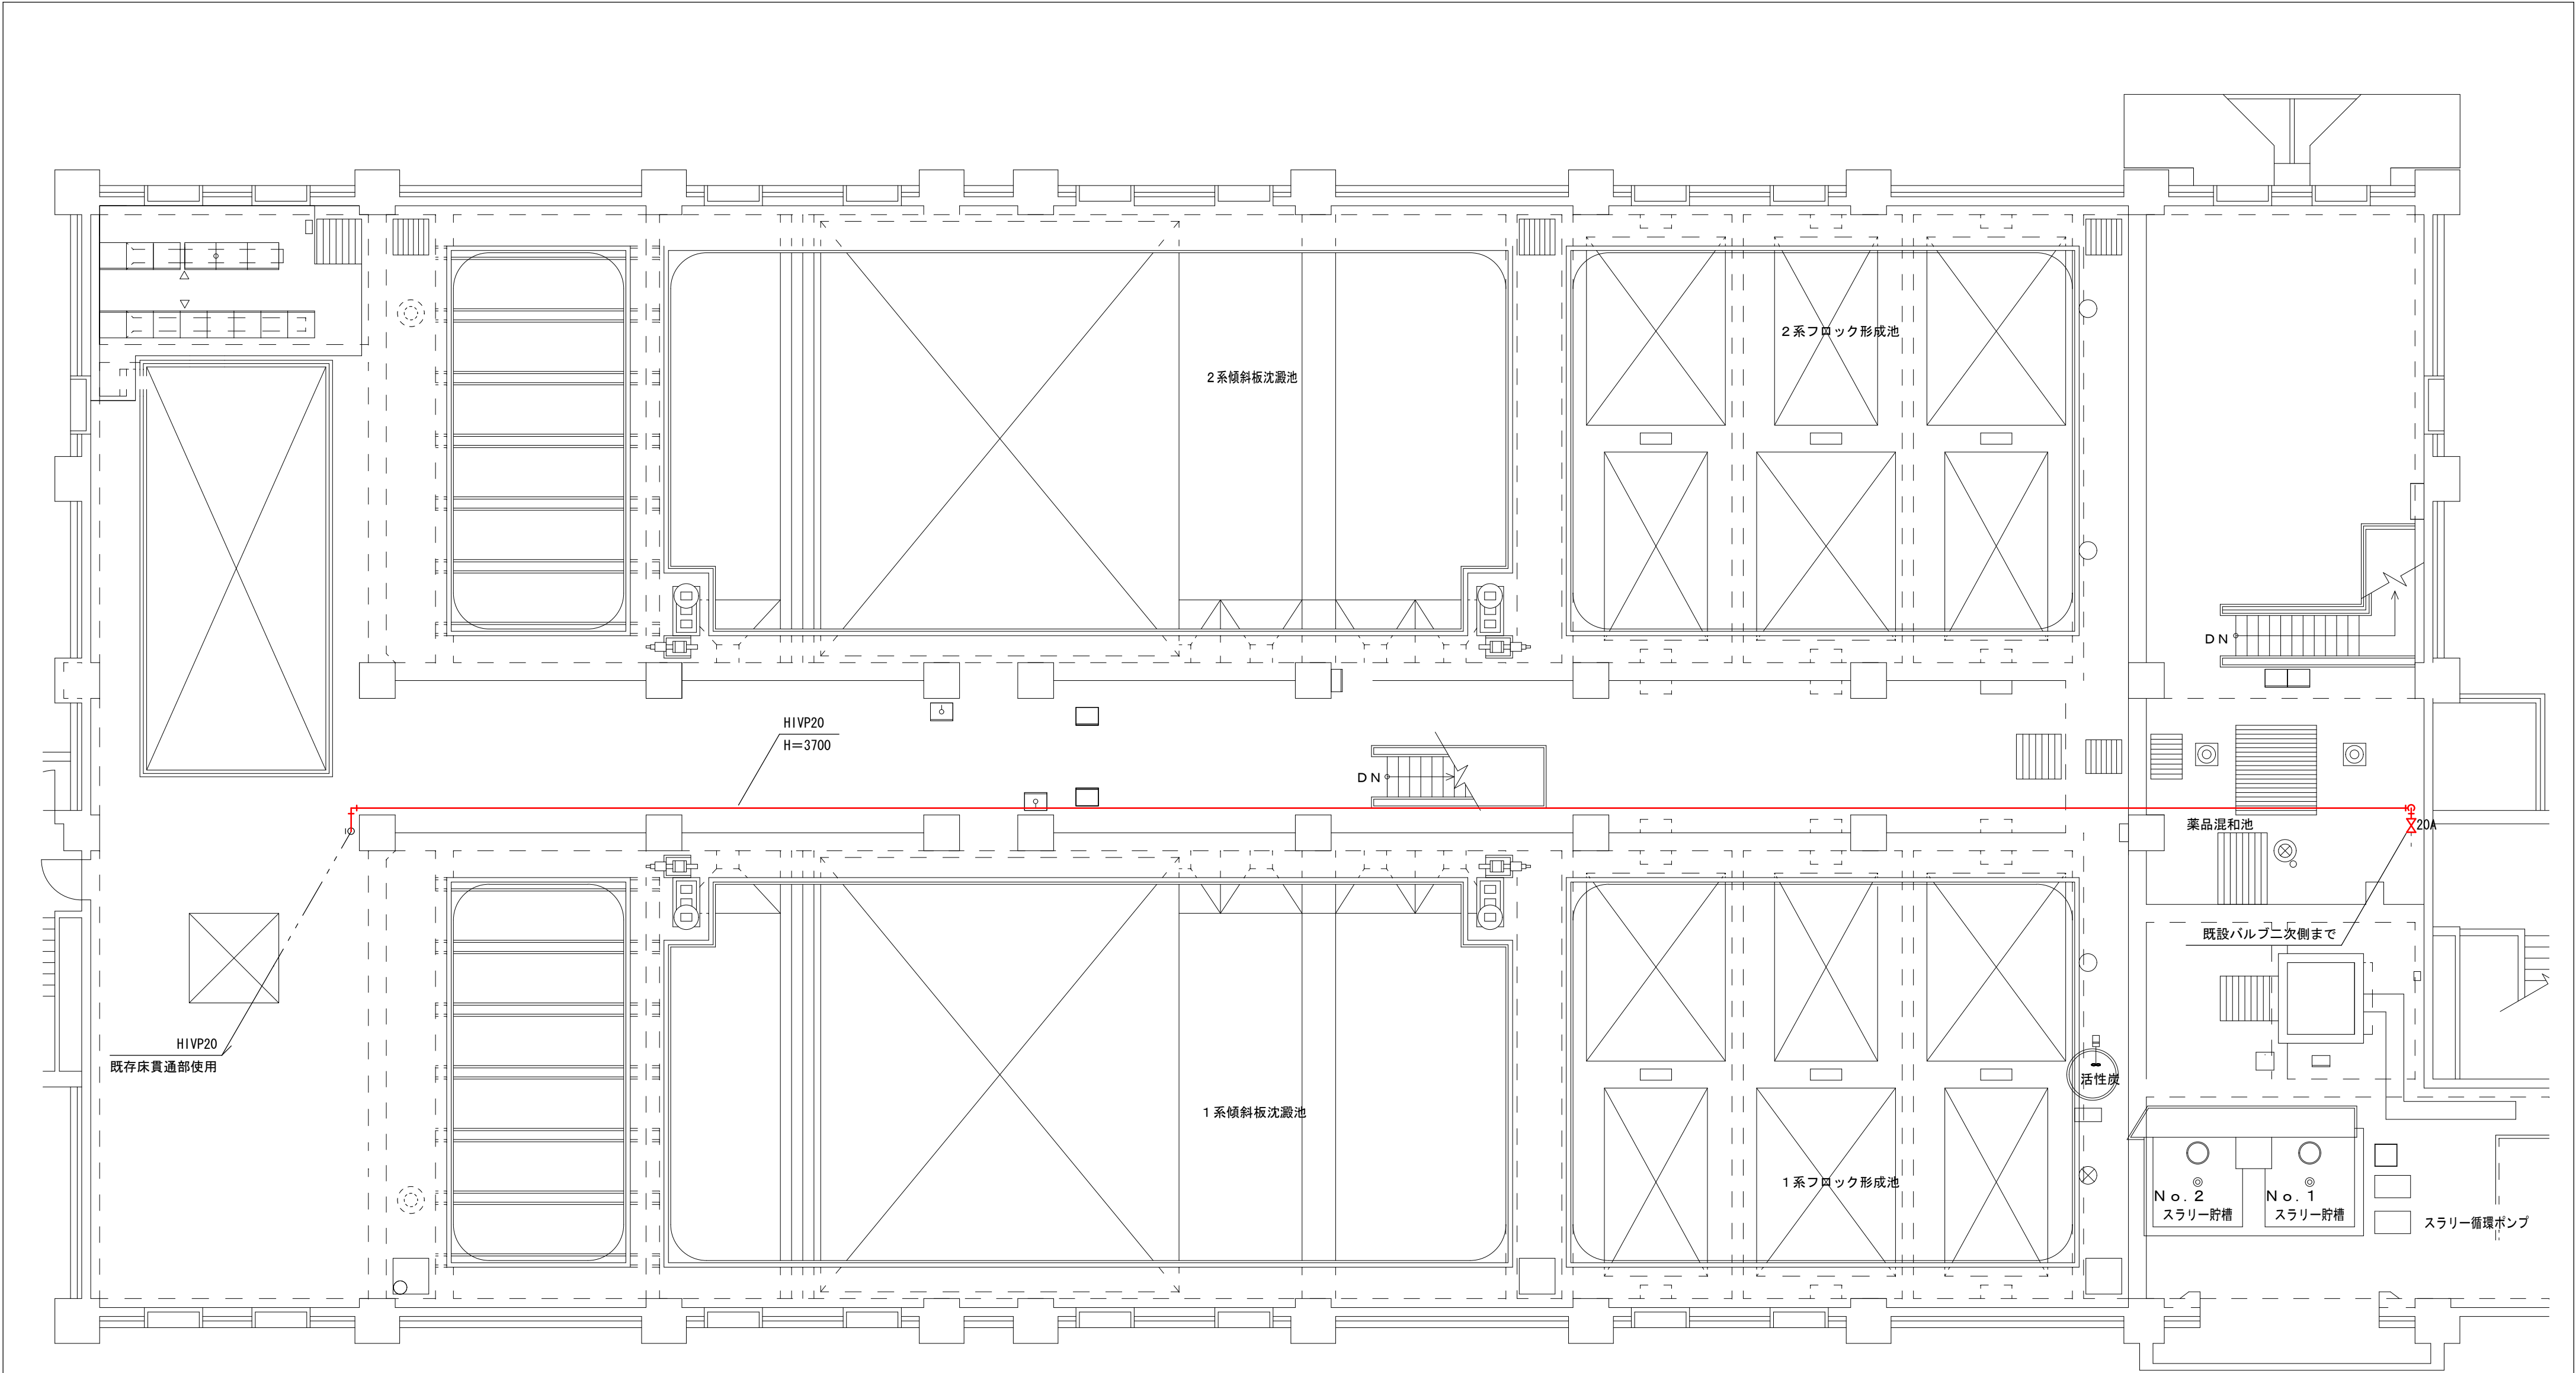 ２系フロック形成池
２系傾斜板沈澱池
ＤＮ
HIVP20
H=3700
ＤＮ
薬品混和池
20A
既設バルブ二次側まで
HIVP20
既存床貫通部使用
活性炭
１系傾斜板沈澱池
１系フロック形成池
Ｎｏ．２
スラリー貯槽
Ｎｏ．１
スラリー貯槽
スラリー循環ポンプ